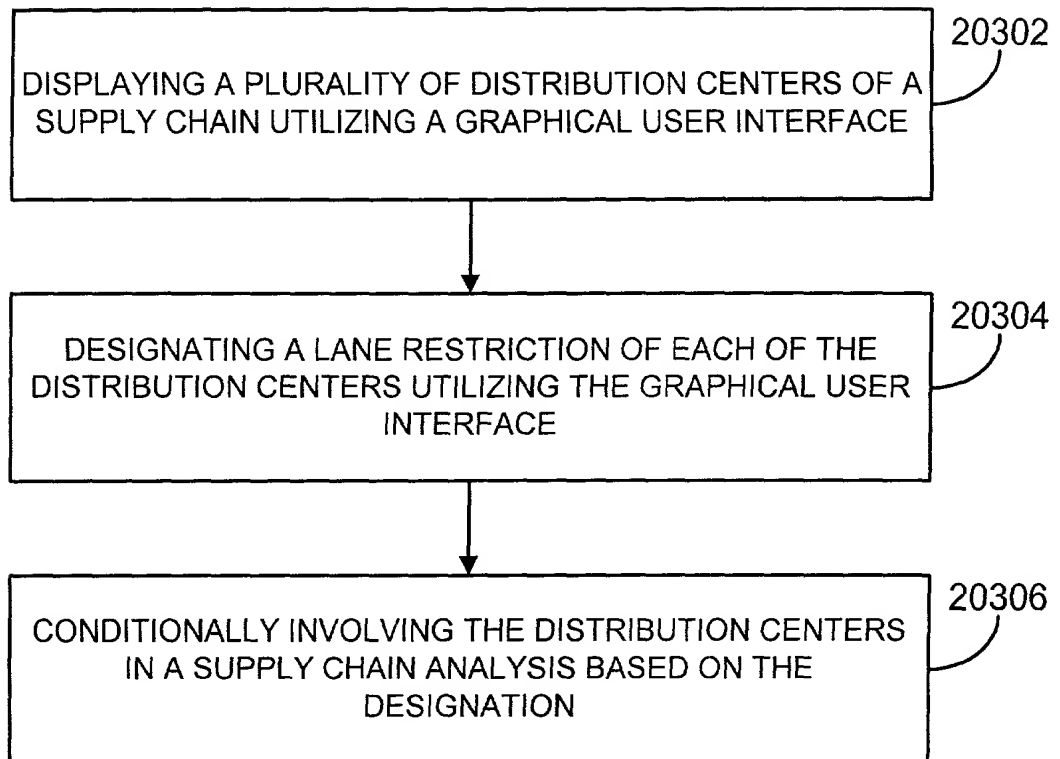 20302
DISPLAYING A PLURALITY OF DISTRIBUTION CENTERS OF A
SUPPLY CHAIN UTILIZING A GRAPHICAL USER INTERFACE
20304
DESIGNATING A LANE RESTRICTION OF EACH OF THE
DISTRIBUTION CENTERS UTILIZING THE GRAPHICAL USER
INTERFACE
20306
CONDITIONALLY INVOLVING THE DISTRIBUTION CENTERS
IN A SUPPLY CHAIN ANALYSIS BASED ON THE
DESIGNATION